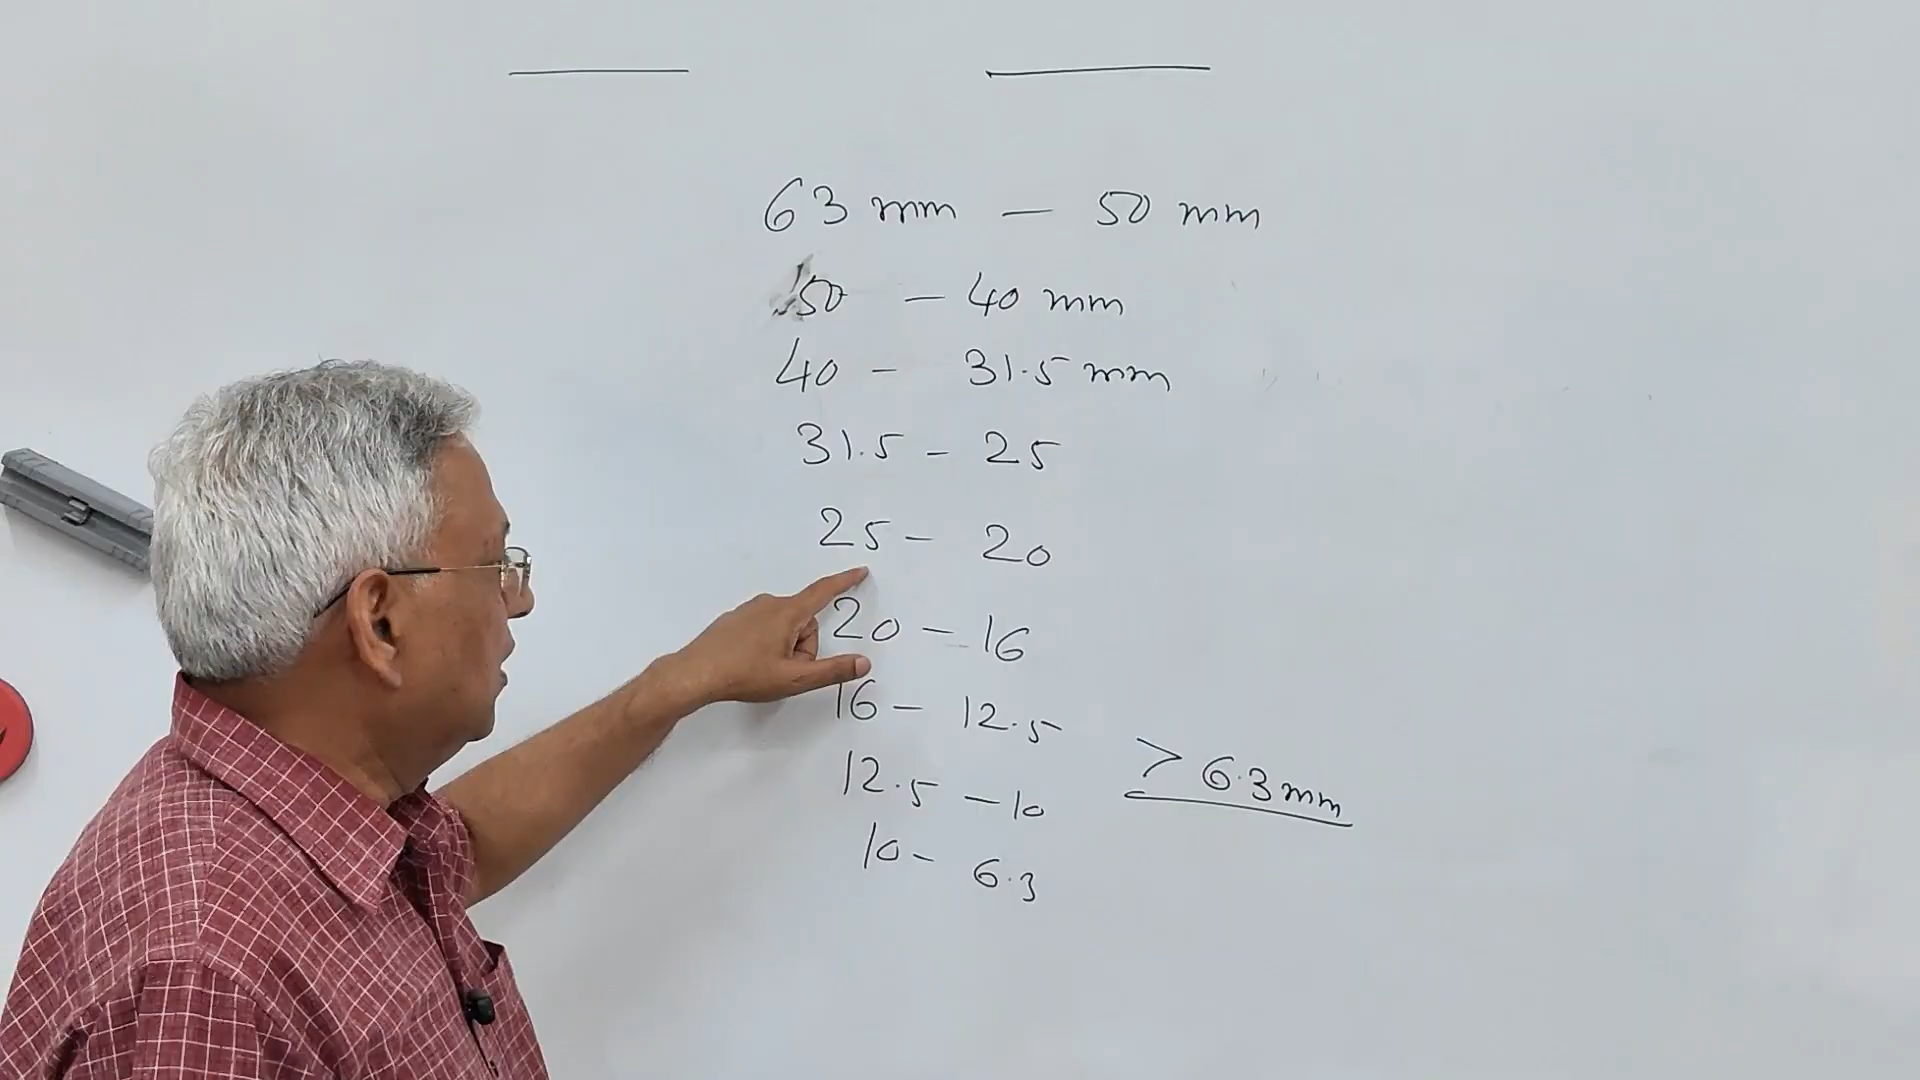 63 mm — 50 mm
50 — 40 mm
40 - 31.5 mm
31.5 - 25
25 - 20
20 - 16
16 - 12.5
12.5 - 10
10 - 6.3
> 6.3 mm